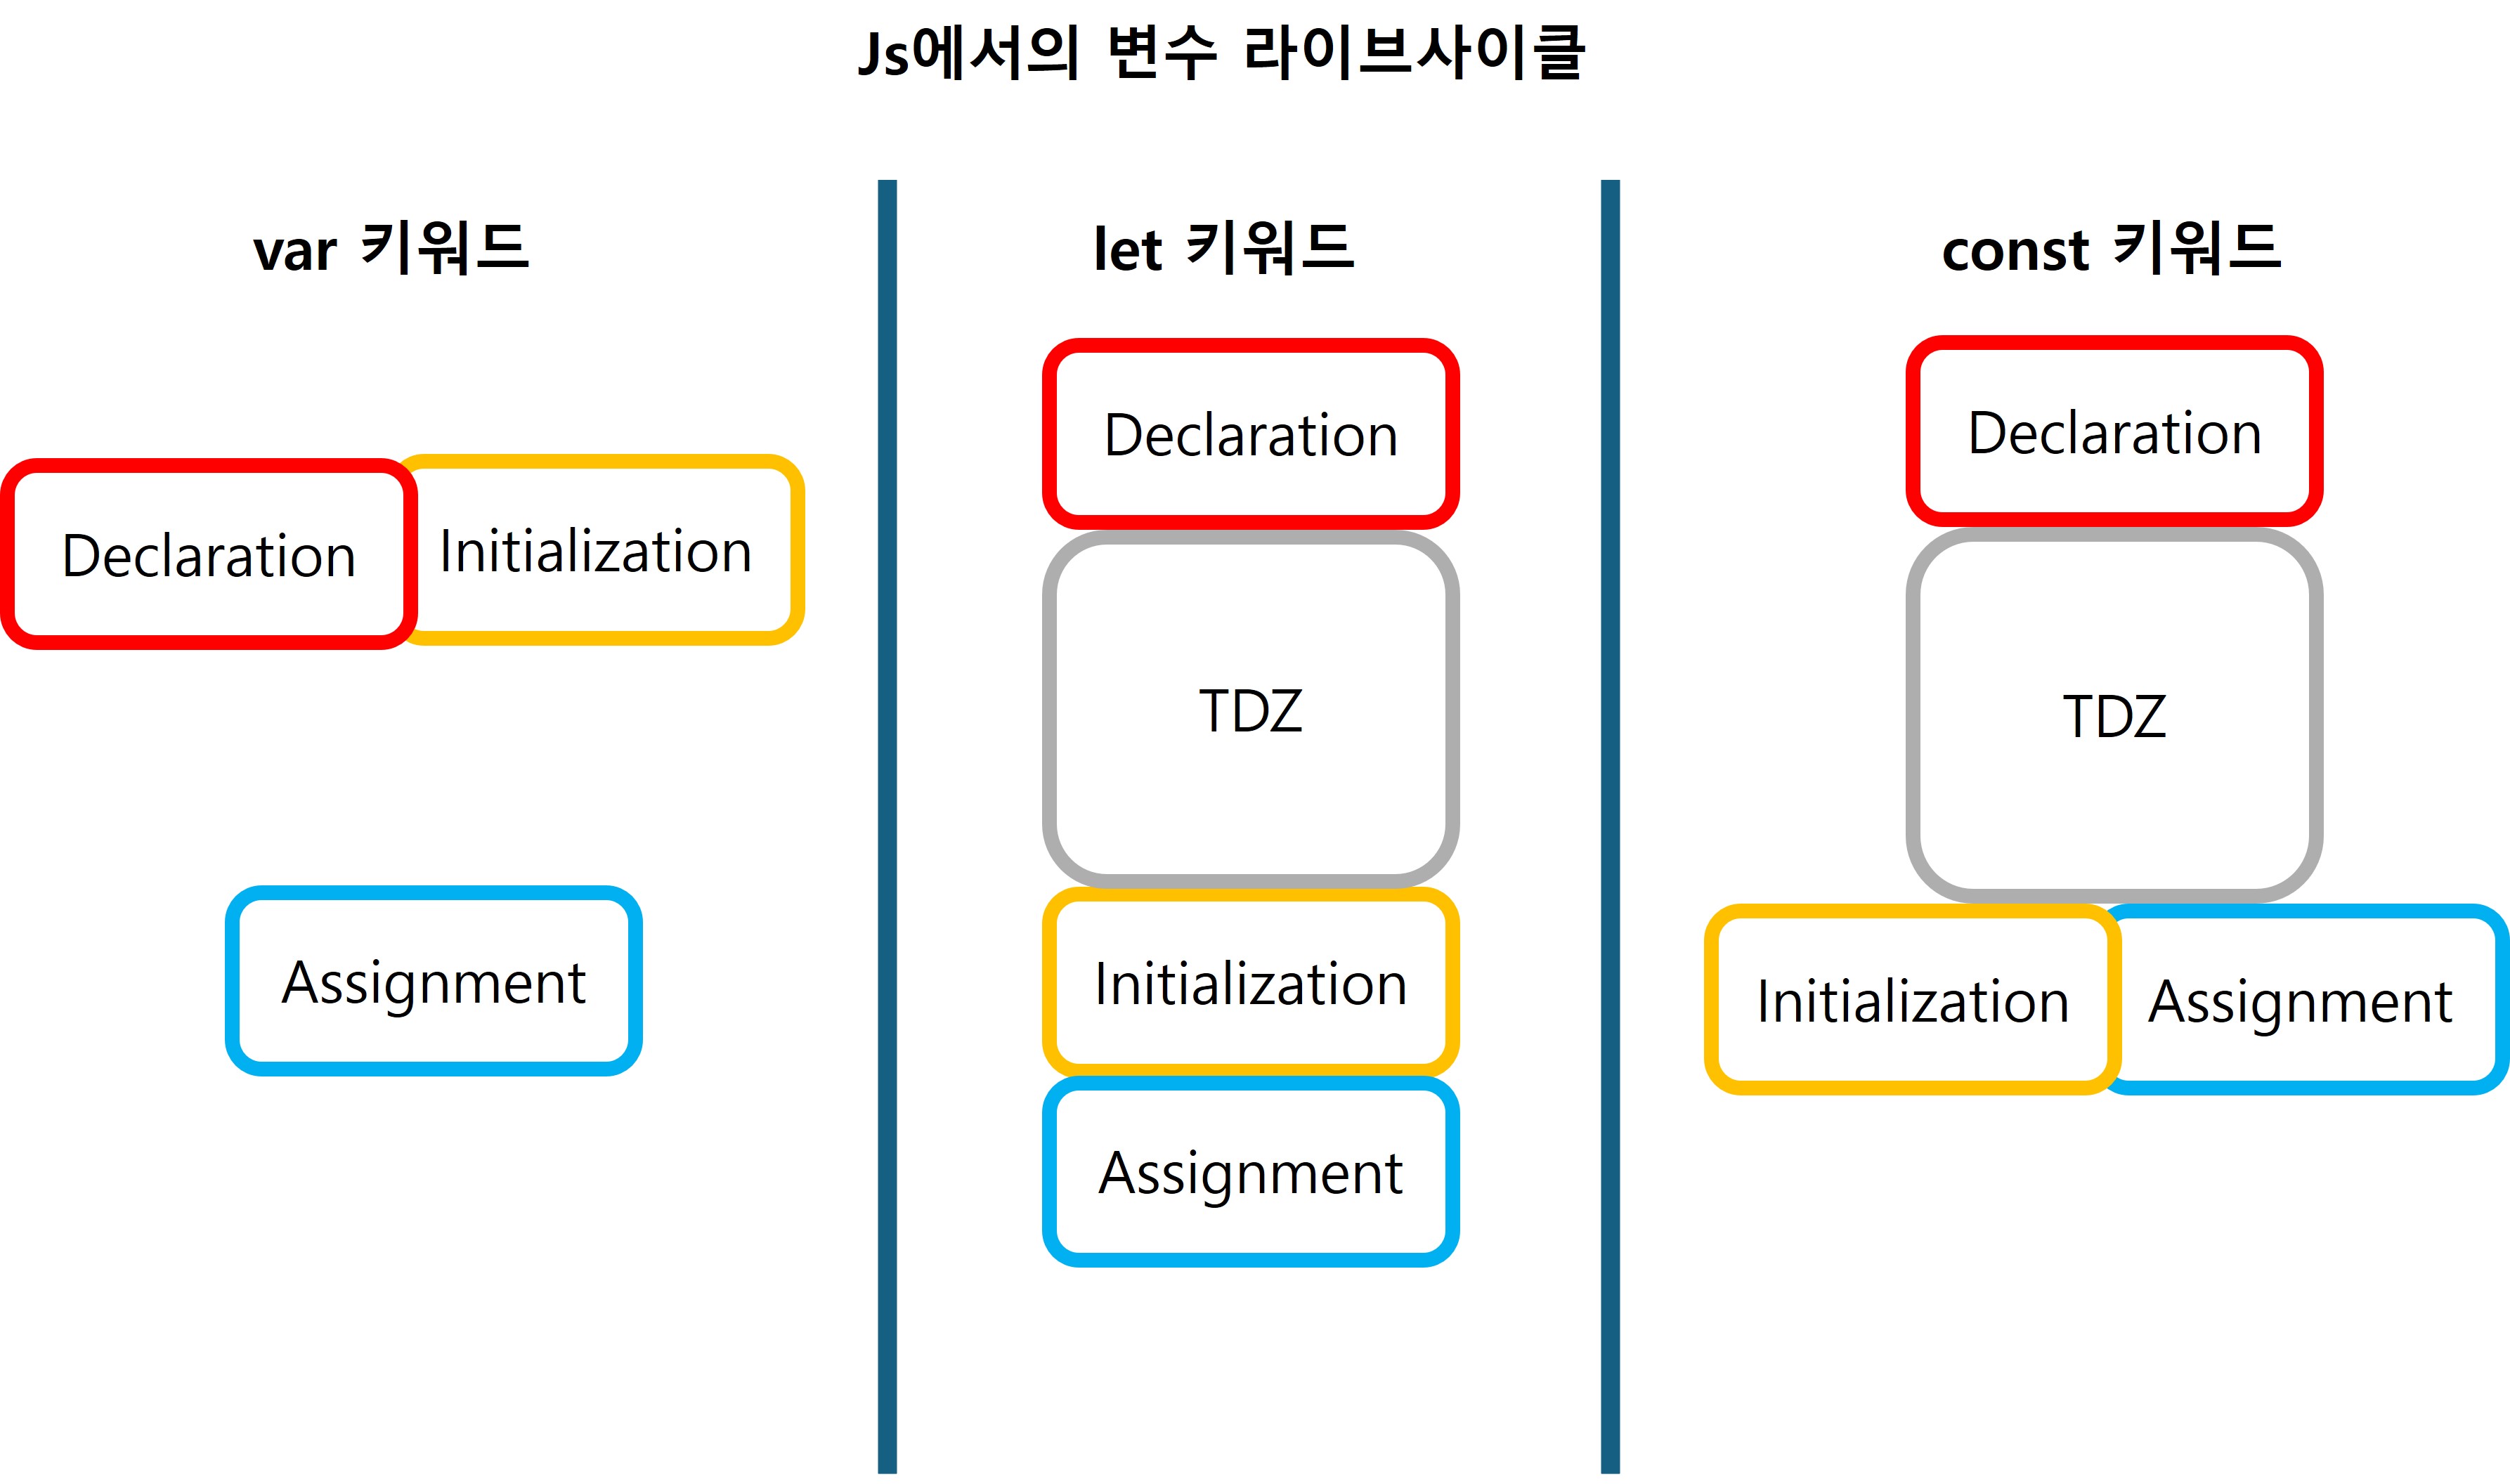 Js에서의 변수 라이브사이클
var 키워드
Declaration
Initialization
Assignment
let 키워드
Declaration
TDZ
Initialization
Assignment
const 키워드
Declaration
TDZ
Initialization
Assignment